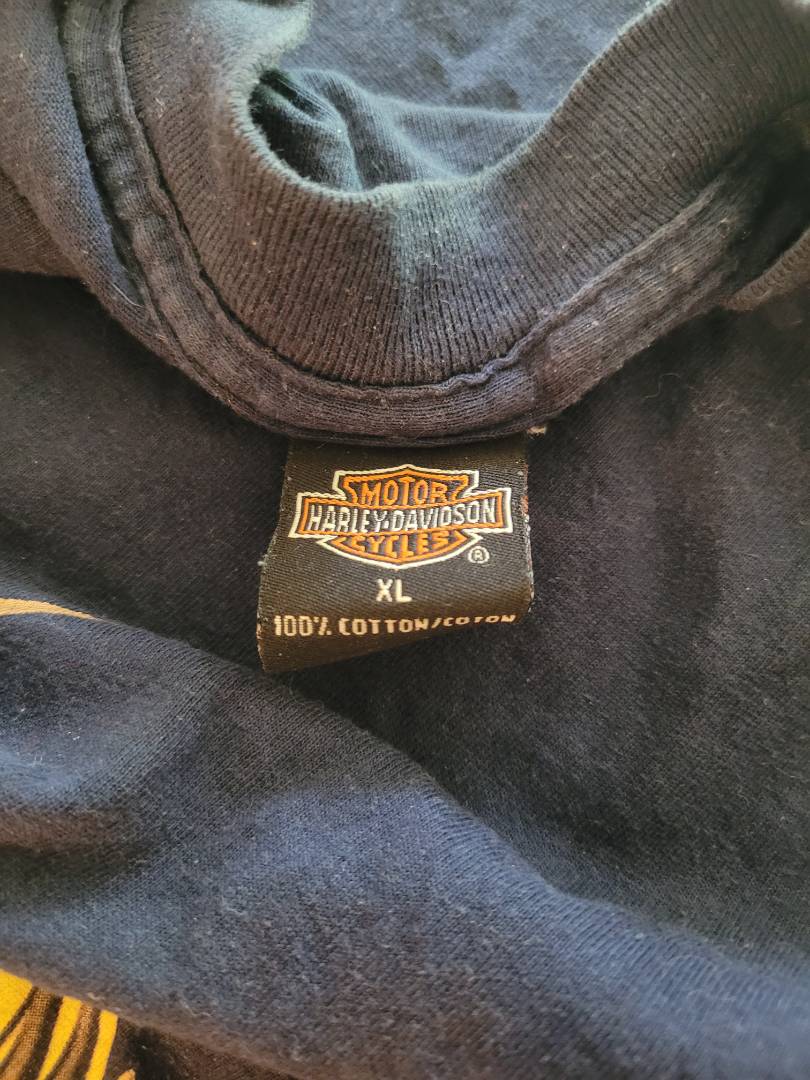 MOTOR
HARLEY-DAVIDSON
CYCLES
®
XL
100% COTTON/COTON